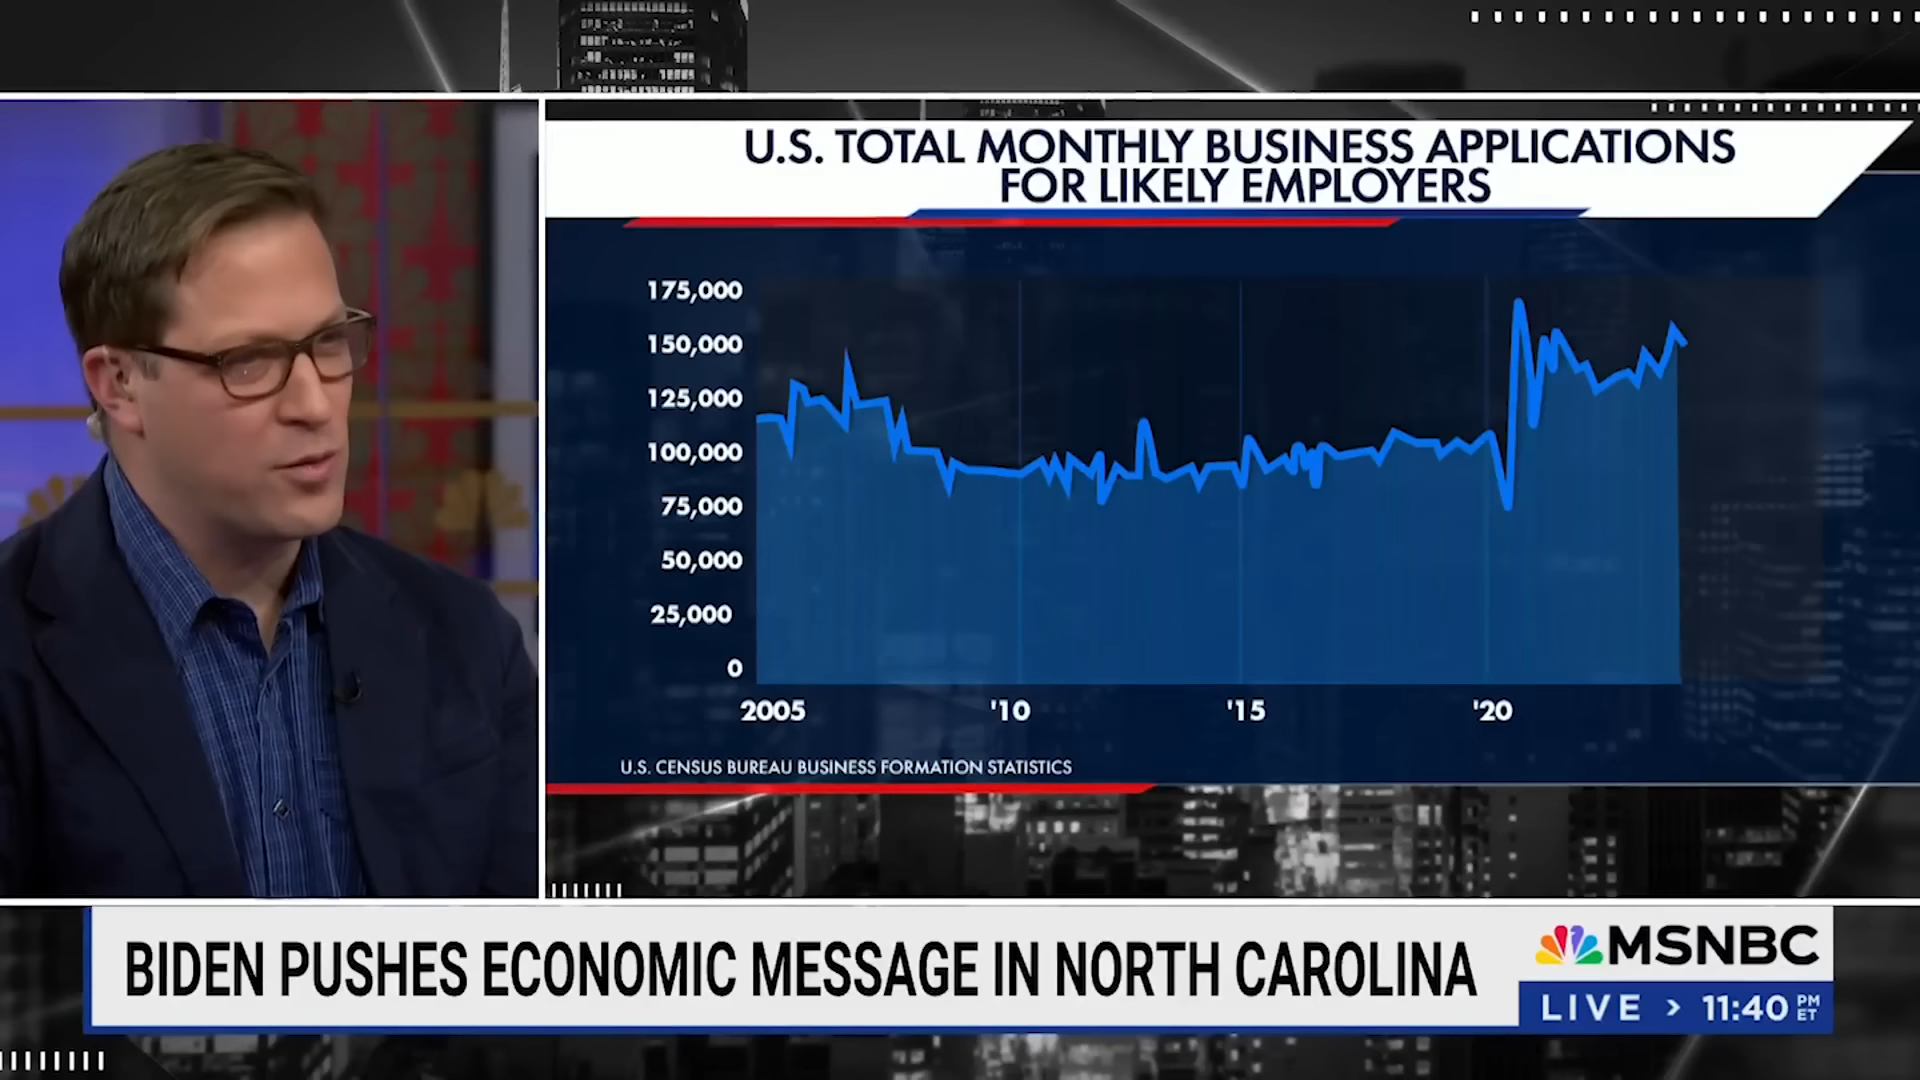 U.S. TOTAL MONTHLY BUSINESS APPLICATIONS
FOR LIKELY EMPLOYERS
175,000
150,000
125,000
100,000
75,000
50,000
25,000
0
2005 '10 '15 '20
U.S. CENSUS BUREAU BUSINESS FORMATION STATISTICS
BIDEN PUSHES ECONOMIC MESSAGE IN NORTH CAROLINA
MSNBC
LIVE > 11:40 PM ET